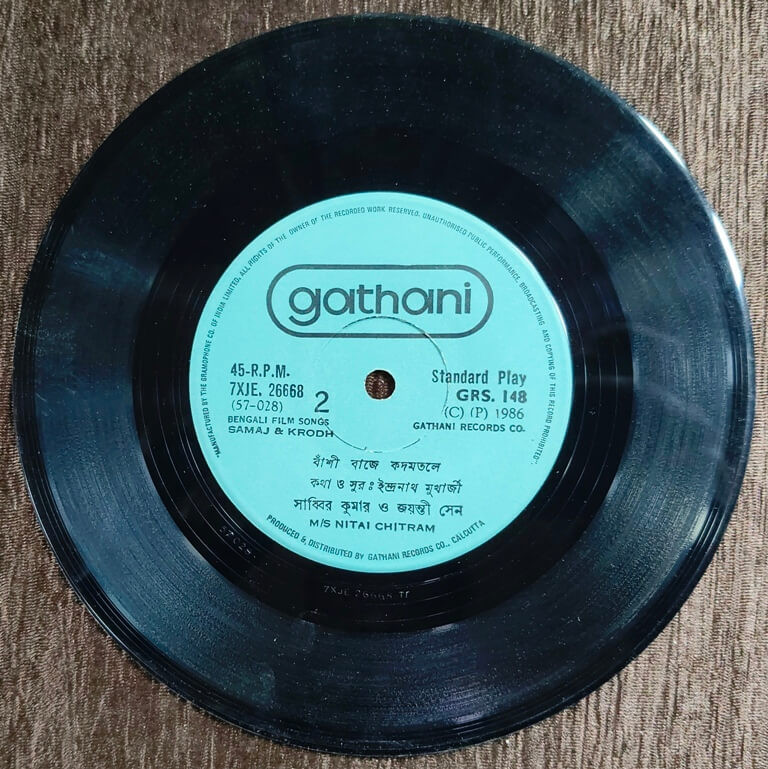 "MANUFACTURED BY THE GRAMOPHONE CO. OF INDIA LIMITED. ALL RIGHTS OF THE OWNER OF THE RECORDED WORK RESERVED. UNAUTHORISED PUBLIC PERFORMANCE, BROADCASTING AND COPYING OF THIS RECORD PROHIBITED".
gathani
45-R.P.M.
7XJE. 26668
(57-028)
2
BENGALI FILM SONGS
SAMAJ & KRODH
Standard Play
GRS. 148
(C) (P) 1986
GATHANI RECORDS CO.
বাঁশী বাজে কদমতলে
কথা ও সুর : ইন্দ্রনাথ মুখার্জী
সাব্বির কুমার ও জয়ন্তী সেন
M/S NITAI CHITRAM
PRODUCED & DISTRIBUTED BY GATHANI RECORDS CO., CALCUTTA